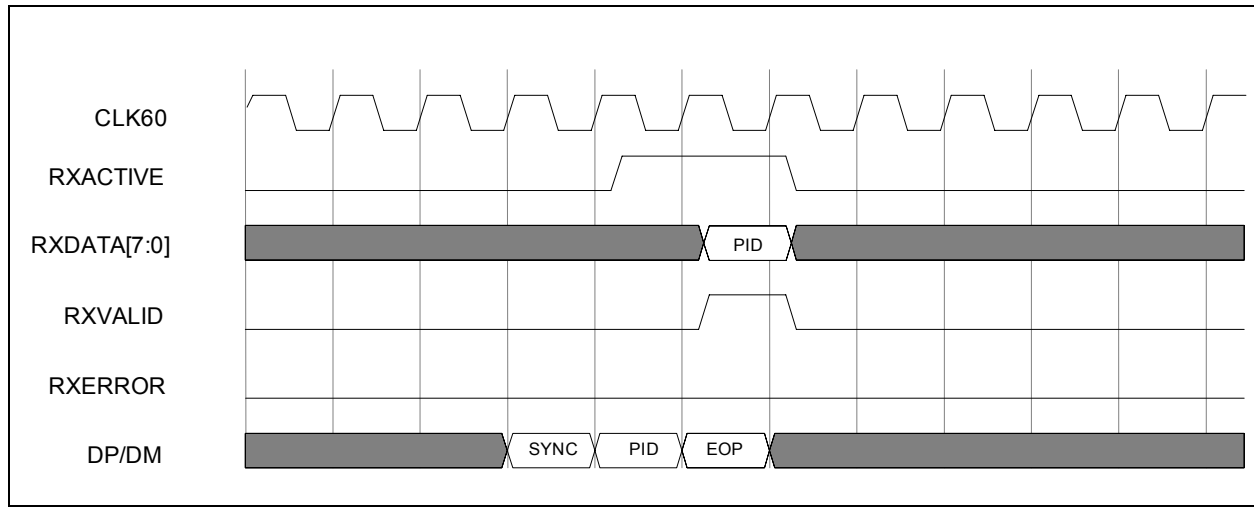 CLK60
RXACTIVE
RXDATA[7:0]
PID
RXVALID
RXERROR
DP/DM
SYNC
PID
EOP